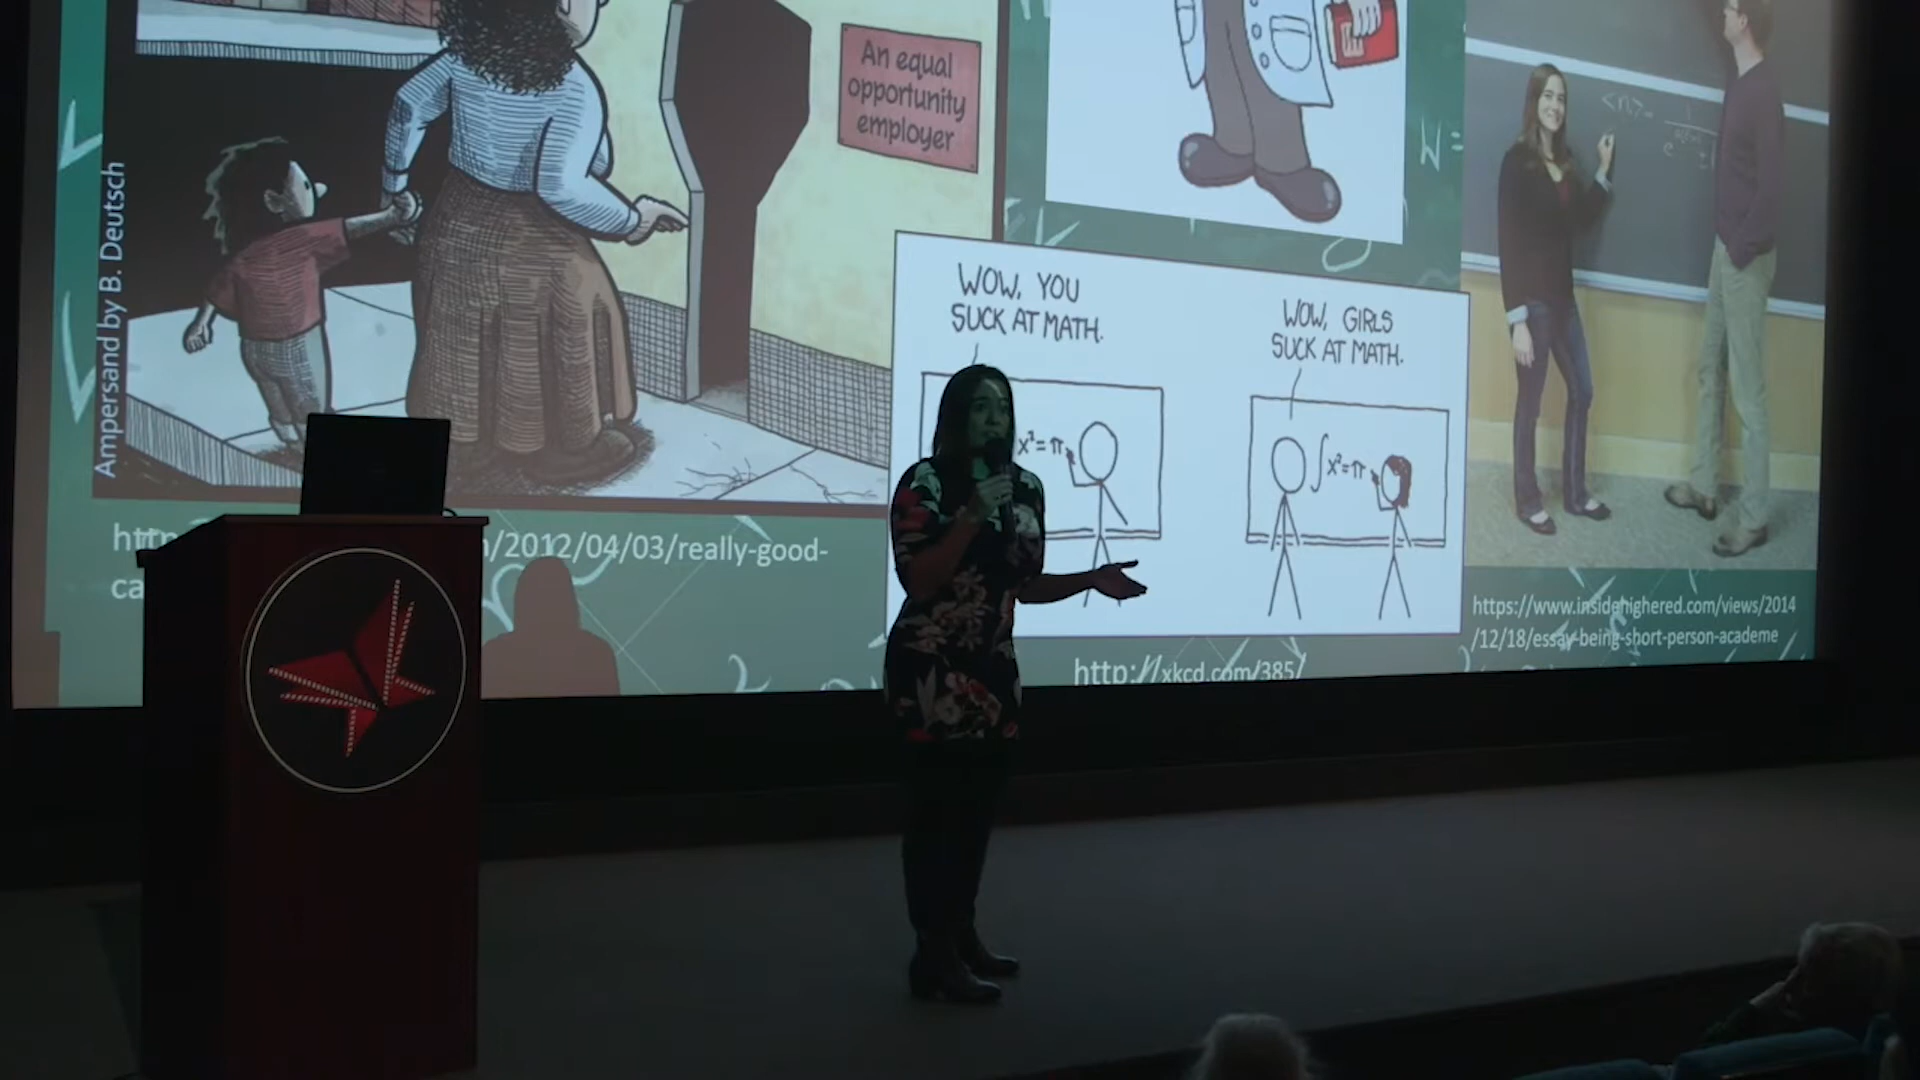 An equal
opportunity
employer
Ampersand by B. Deutsch
/2012/04/03/really-good-
WOW, YOU
SUCK AT MATH.
x²=π
WOW, GIRLS
SUCK AT MATH.
∫x²=π
W=
<n>= 1
http://xkcd.com/385/
https://www.insidehighered.com/views/2014
/12/18/essay-being-short-person-academe